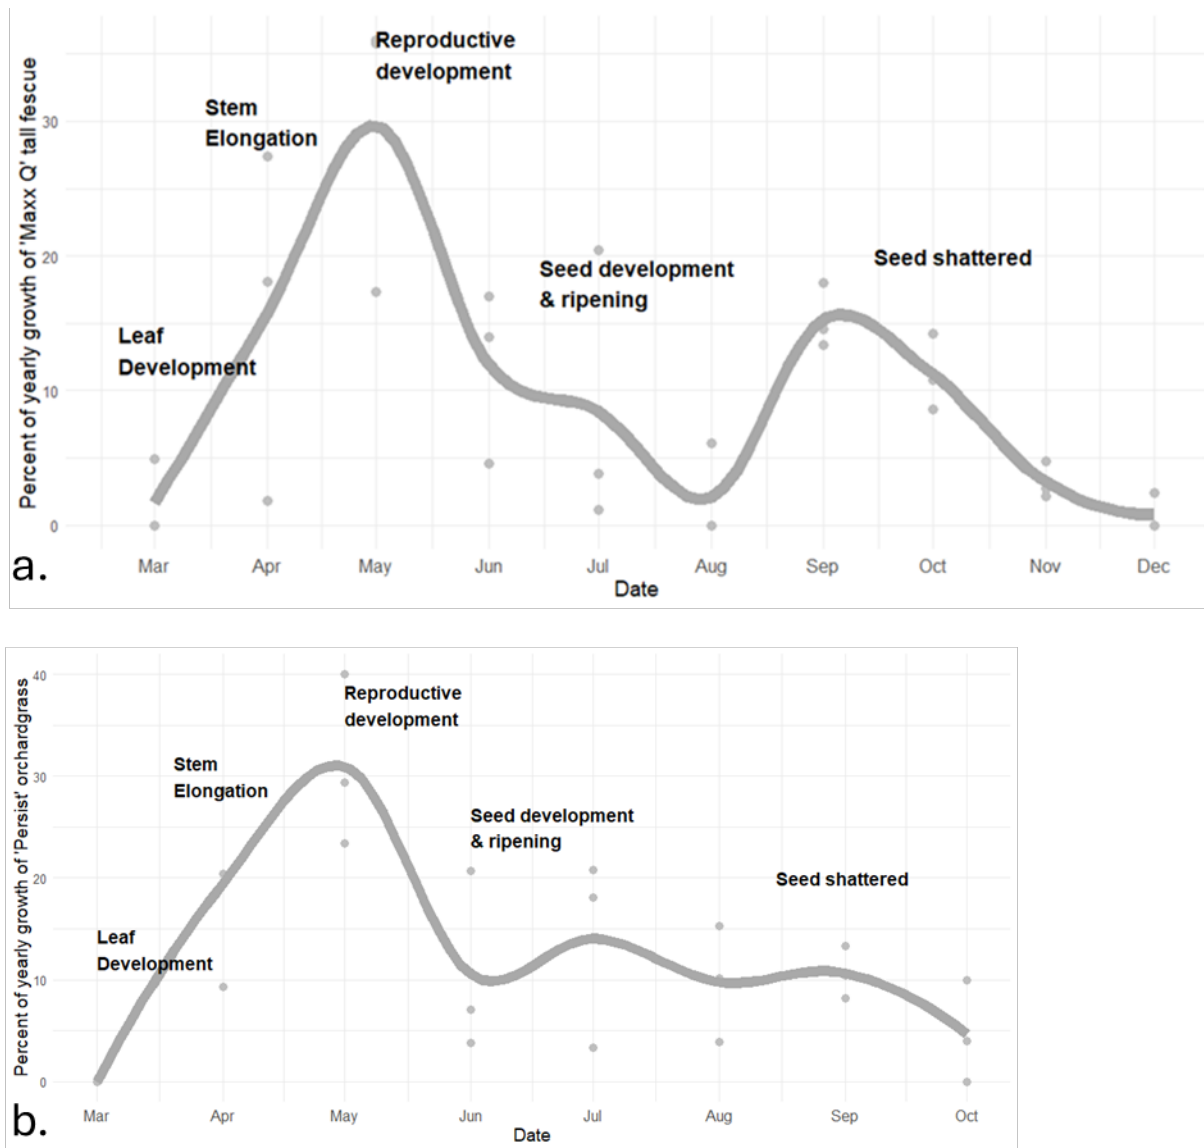 Percent of yearly growth of 'Maxx Q' tall fescue
Reproductive
development
Stem
Elongation
30
Seed development
& ripening
Seed shattered
20
Leaf
Development
10
0
a.
Mar Apr May Jun Jul Aug Sep Oct Nov Dec
Date
Percent of yearly growth of 'Persist' orchardgrass
40
Reproductive
development
Stem
Elongation
30
Seed development
& ripening
20
Seed shattered
Leaf
Development
10
0
b.
Mar Apr May Jun Jul Aug Sep Oct
Date